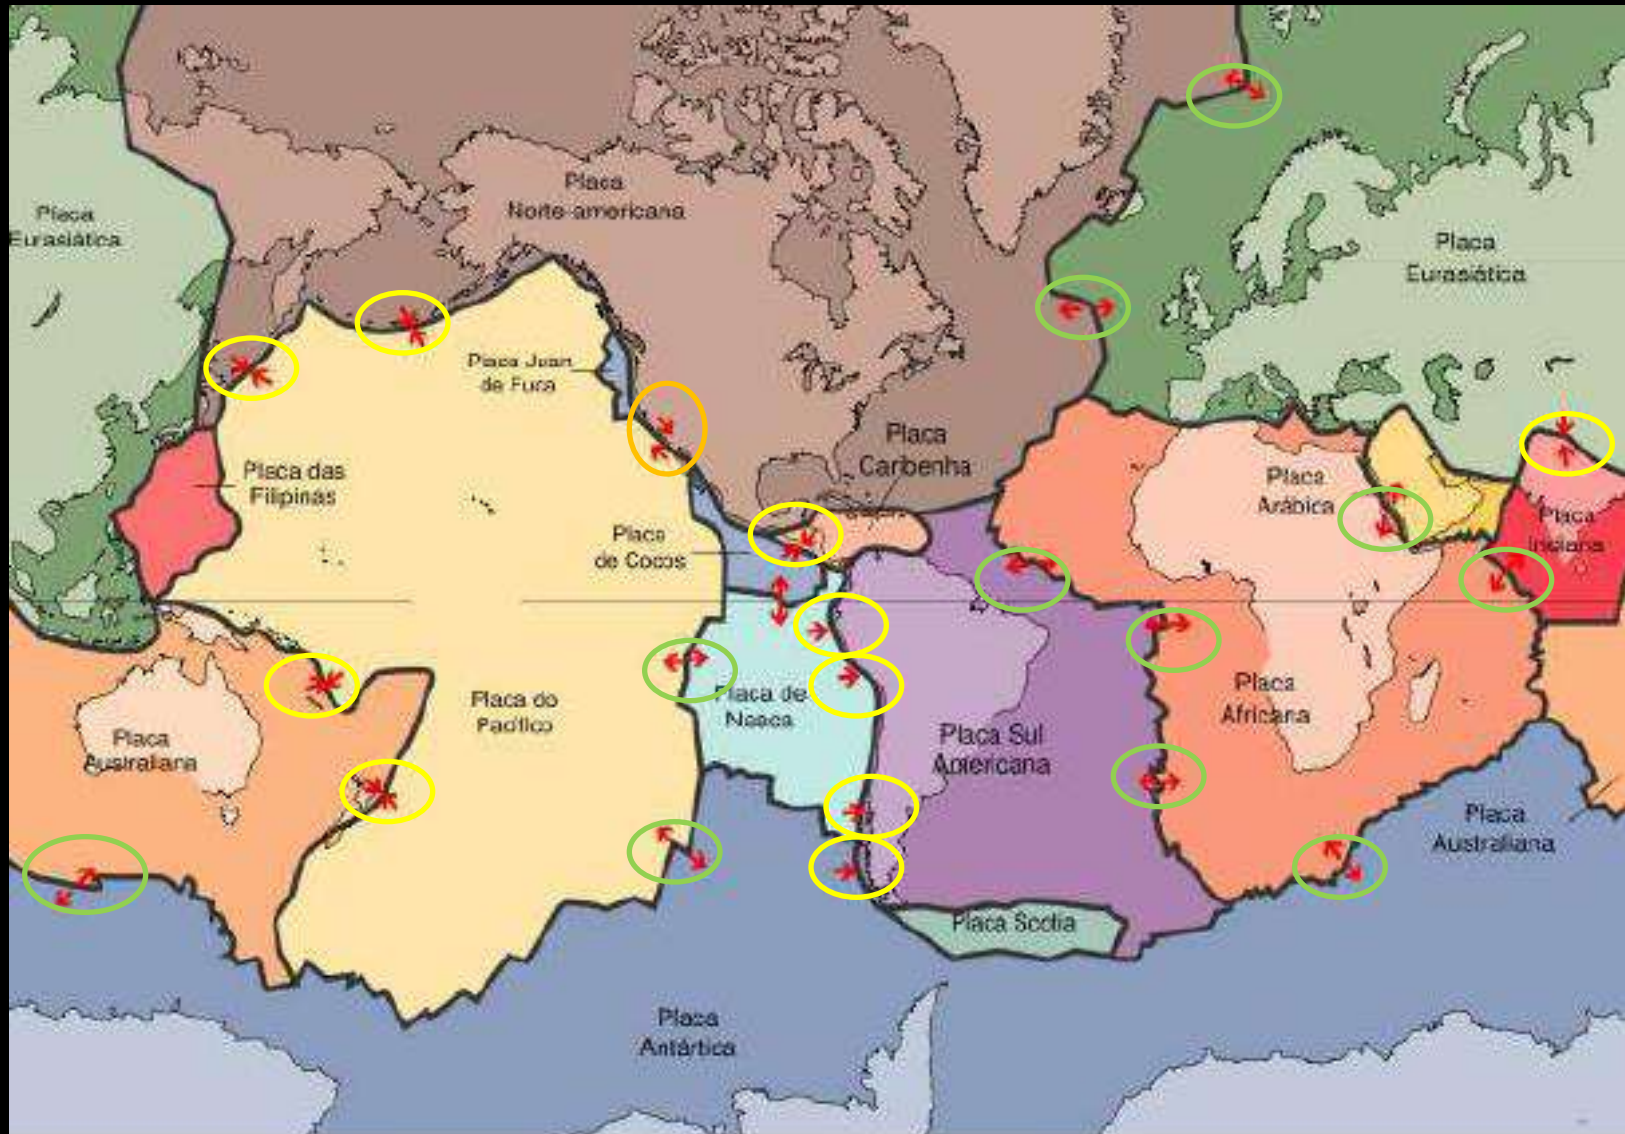 Placa
Norte-americana
Placa
Eurasiática
Placa
Eurasiática
Placa Juan
de Fuca
Placa
Caribenha
Placa das
Filipinas
Placa
Arábica
Placa
Indiana
Placa
de Cocos
Placa
Australiana
Placa do
Pacífico
Placa de
Nasca
Placa Sul
Americana
Placa
Africana
Placa
Australiana
Placa Scotia
Placa
Antártica